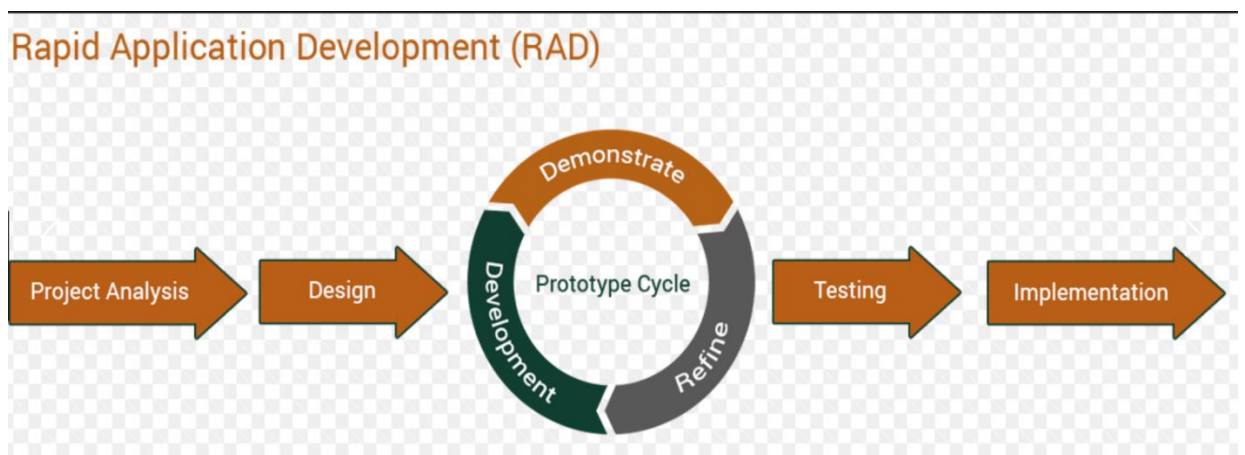 Rapid Application Development (RAD)
Project Analysis
Design
Demonstrate
Development
Prototype Cycle
Refine
Testing
Implementation